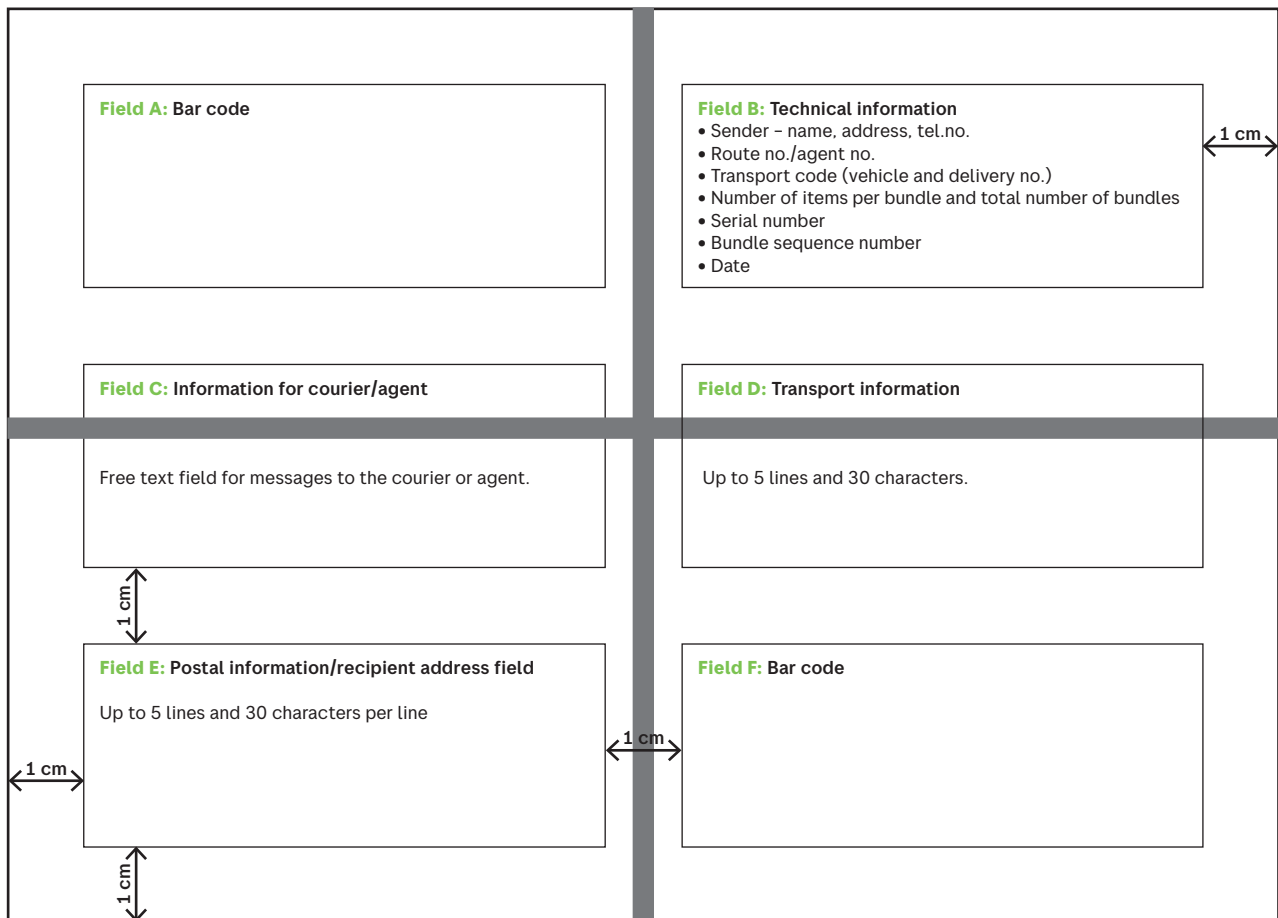 Field A: Bar code
Field B: Technical information
• Sender – name, address, tel.no.
• Route no./agent no.
• Transport code (vehicle and delivery no.)
• Number of items per bundle and total number of bundles
• Serial number
• Bundle sequence number
• Date
1 cm
Field C: Information for courier/agent
Free text field for messages to the courier or agent.
Field D: Transport information
Up to 5 lines and 30 characters.
1 cm
Field E: Postal information/recipient address field
Up to 5 lines and 30 characters per line
Field F: Bar code
1 cm
1 cm
1 cm